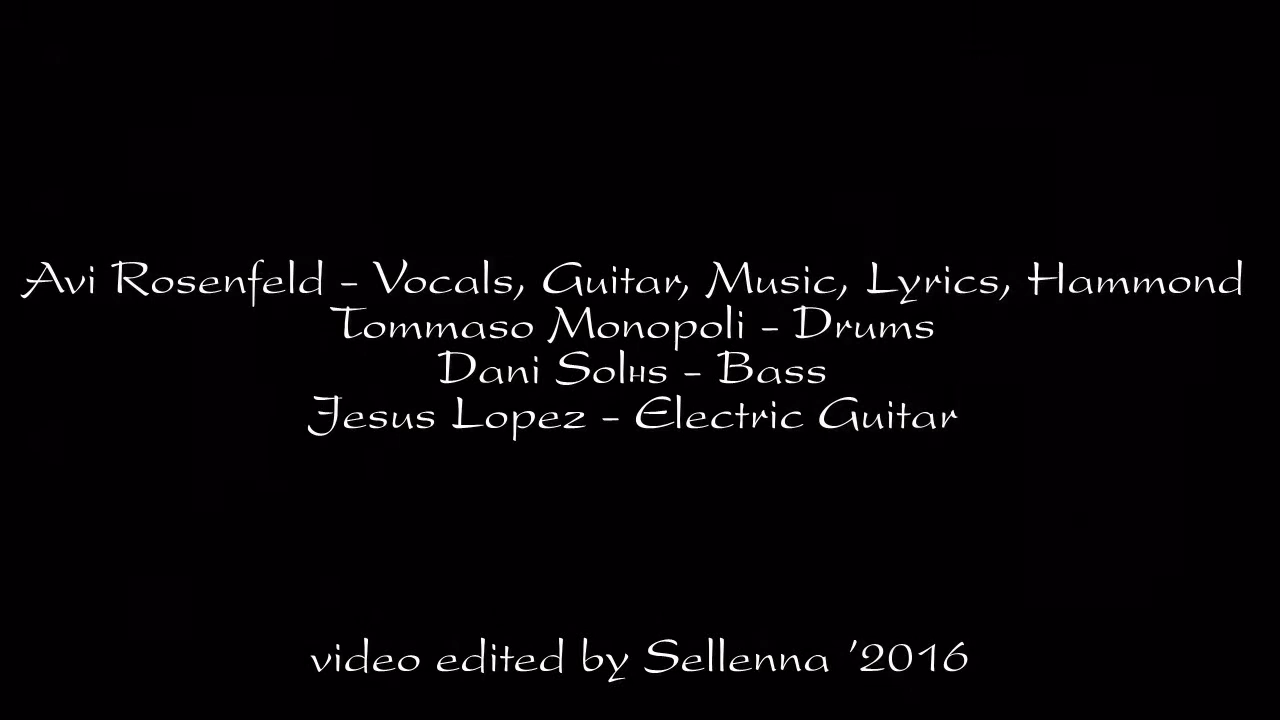 Avi Rosenfeld - Vocals, Guitar, Music, Lyrics, Hammond
Tommaso Monopoli - Drums
Dani Solнs - Bass
Jesus Lopez - Electric Guitar
video edited by Sellenna '2016